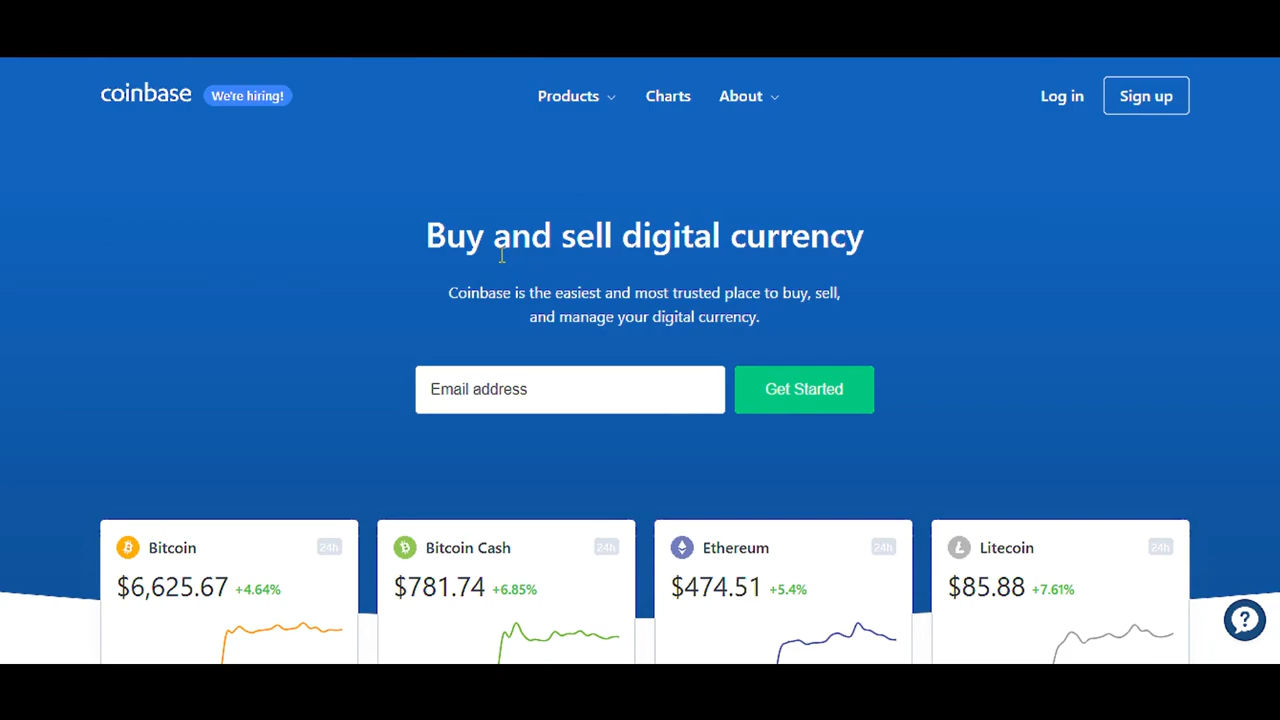 coinbase We're hiring! Products Charts About Log in Sign up
Buy and sell digital currency
Coinbase is the easiest and most trusted place to buy, sell,
and manage your digital currency.
Email address Get Started
Bitcoin 24h Bitcoin Cash 24h Ethereum 24h Litecoin 24h
$6,625.67 +4.64% $781.74 +6.85% $474.51 +5.4% $85.88 +7.61%
?